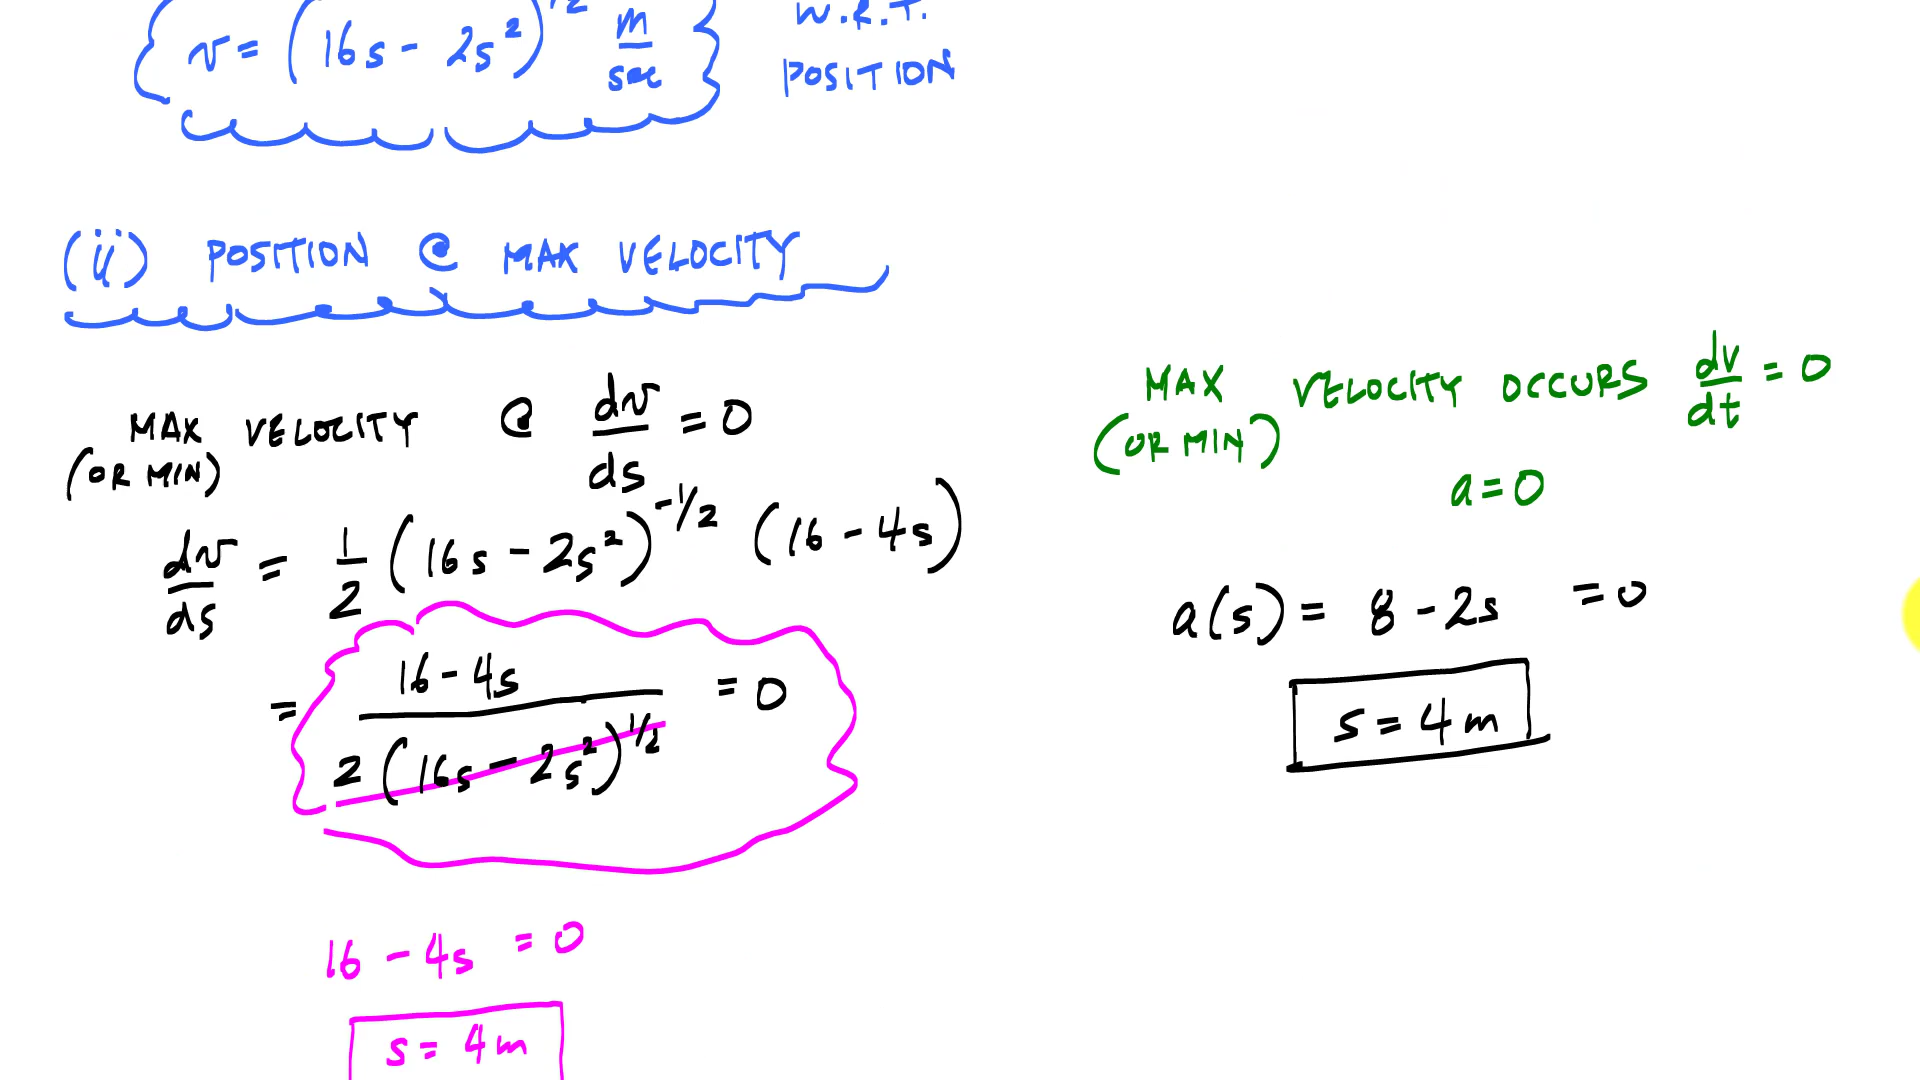 v = (16s - 2s²)^1/2 m/sec W.R.T. POSITION
(ii) POSITION @ MAX VELOCITY
MAX (OR MIN) VELOCITY @ dv/ds = 0
dv/ds = 1/2 (16s - 2s²)^-1/2 (16 - 4s)
= 16 - 4s / 2(16s - 2s²)^1/2 = 0
16 - 4s = 0
s = 4m
MAX (OR MIN) VELOCITY OCCURS dv/dt = 0
a = 0
a(s) = 8 - 2s = 0
s = 4m